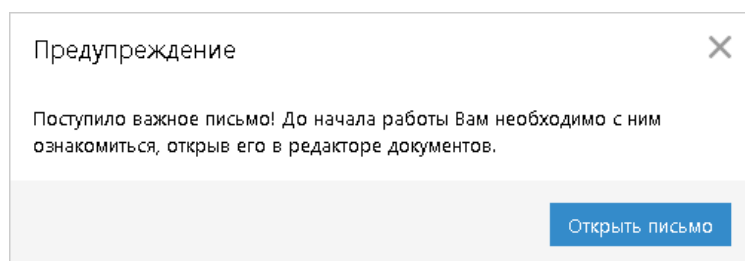 Предупреждение
Поступило важное письмо! До начала работы Вам необходимо с ним
ознакомиться, открыв его в редакторе документов.
Открыть письмо